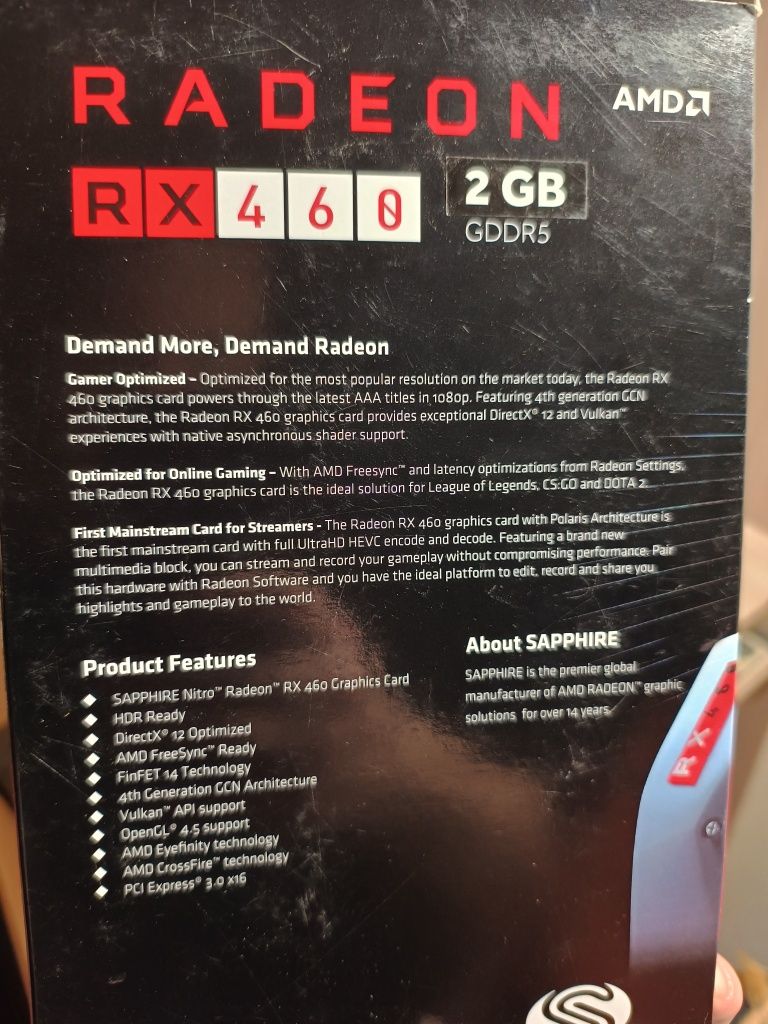 RADEON
AMD
RX 460
2 GB
GDDR5
Demand More, Demand Radeon
Gamer Optimized – Optimized for the most popular resolution on the market today, the Radeon RX
460 graphics card powers through the latest AAA titles in 1080p. Featuring 4th generation GCN
architecture, the Radeon RX 460 graphics card provides exceptional DirectX® 12 and Vulkan™
experiences with native asynchronous shader support.
Optimized for Online Gaming – With AMD Freesync™ and latency optimizations from Radeon Settings,
the Radeon RX 460 graphics card is the ideal solution for League of Legends, CS:GO and DOTA 2.
First Mainstream Card for Streamers - The Radeon RX 460 graphics card with Polaris Architecture is
the first mainstream card with full UltraHD HEVC encode and decode. Featuring a brand new
multimedia block, you can stream and record your gameplay without compromising performance. Pair
this hardware with Radeon Software and you have the ideal platform to edit, record and share you
highlights and gameplay to the world.
Product Features
SAPPHIRE Nitro™ Radeon™ RX 460 Graphics Card
HDR Ready
DirectX® 12 Optimized
AMD FreeSync™ Ready
FinFET 14 Technology
4th Generation GCN Architecture
Vulkan™ API support
OpenGL® 4.5 support
AMD Eyefinity technology
AMD CrossFire™ technology
PCI Express® 3.0 x16
About SAPPHIRE
SAPPHIRE is the premier global
manufacturer of AMD RADEON™ graphic
solutions for over 14 years.
RX 460